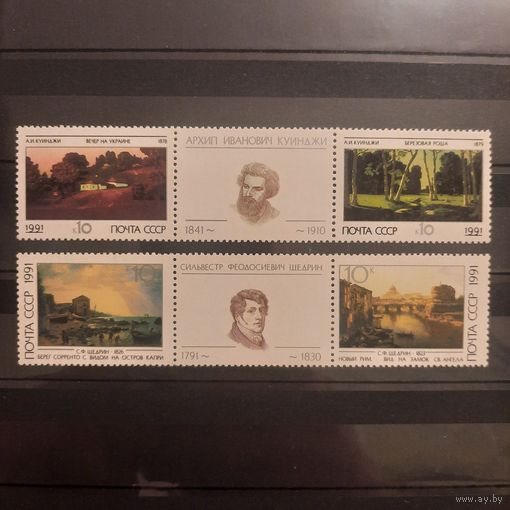 А.И.КУИНДЖИ ВЕЧЕР НА УКРАИНЕ 1878
1991 к10 ПОЧТА СССР
АРХИП ИВАНОВИЧ КУИНДЖИ
1841 ~ ~ 1910
А.И.КУИНДЖИ БЕРЕЗОВАЯ РОЩА 1879
ПОЧТА СССР к10 1991
ПОЧТА СССР 1991
10к
С.Ф.ЩЕДРИН · 1826
БЕРЕГ СОРРЕНТО С ВИДОМ НА ОСТРОВ КАПРИ
СИЛЬВЕСТР ФЕОДОСИЕВИЧ ЩЕДРИН
1791 ~ ~ 1830
10к
ПОЧТА СССР 1991
С.Ф.ЩЕДРИН · 1823
НОВЫЙ РИМ. ВИД НА ЗАМОК СВ. АНГЕЛА
www.ay.by